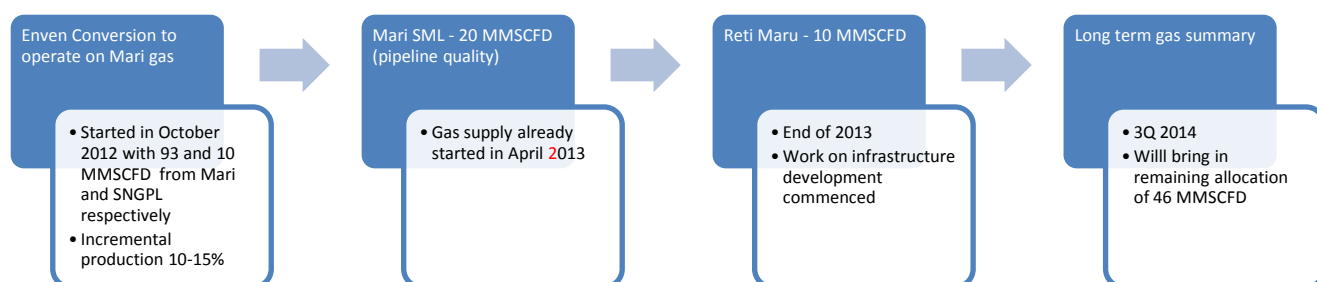 Enven Conversion to
operate on Mari gas
• Started in October
2012 with 93 and 10
MMSCFD from Mari
and SNGPL
respectively
• Incremental
production 10-15%
Mari SML - 20 MMSCFD
(pipeline quality)
• Gas supply already
started in April 2013
Reti Maru - 10 MMSCFD
• End of 2013
• Work on infrastructure
development
commenced
Long term gas summary
• 3Q 2014
• Willl bring in
remaining allocation
of 46 MMSCFD